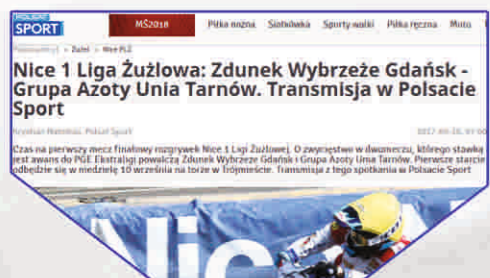 POLSAT
SPORT
MŚ2018 Piłka nożna Siatkówka Sporty walki Piłka ręczna Moto
» Żużel » Nice PLŻ
Nice 1 Liga Żużlowa: Zdunek Wybrzeże Gdańsk -
Grupa Azoty Unia Tarnów. Transmisja w Polsacie
Sport
Polsat Sport
Czas na pierwszy mecz finałowy rozgrywek Nice 1 Ligi Żużlowej. O zwycięstwo w dwumeczu, którego stawką
jest awans do PGE Ekstraligi powalczą Zdunek Wybrzeże Gdańsk i Grupa Azoty Unia Tarnów. Pierwsze starcie
odbędzie się w niedzielę 10 września na torze w Trójmieście. Transmisja z tego spotkania w Polsacie Sport
Nic